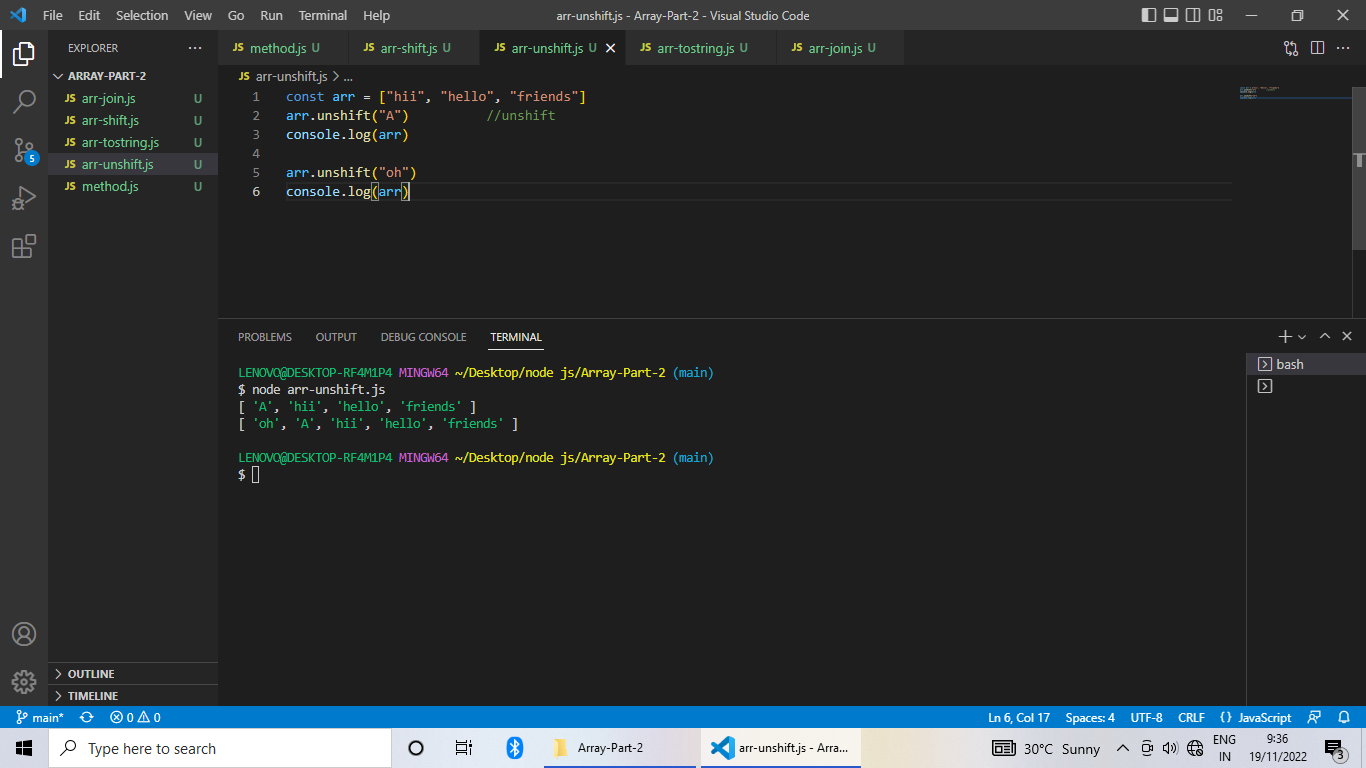 File Edit Selection View Go Run Terminal Help arr-unshift.js - Array-Part-2 - Visual Studio Code
EXPLORER
ARRAY-PART-2
JS arr-join.js U
JS arr-shift.js U
JS arr-tostring.js U
JS arr-unshift.js U
JS method.js U
OUTLINE
TIMELINE
5
JS method.js U JS arr-shift.js U JS arr-unshift.js U JS arr-tostring.js U JS arr-join.js U
JS arr-unshift.js > ...
1 const arr = ["hii", "hello", "friends"]
2 arr.unshift("A") //unshift
3 console.log(arr)
4
5 arr.unshift("oh")
6 console.log(arr)
PROBLEMS OUTPUT DEBUG CONSOLE TERMINAL
LENOVO@DESKTOP-RF4M1P4 MINGW64 ~/Desktop/node js/Array-Part-2 (main)
$ node arr-unshift.js
[ 'A', 'hii', 'hello', 'friends' ]
[ 'oh', 'A', 'hii', 'hello', 'friends' ]
LENOVO@DESKTOP-RF4M1P4 MINGW64 ~/Desktop/node js/Array-Part-2 (main)
$
bash
main* 0 0 Ln 6, Col 17 Spaces: 4 UTF-8 CRLF {} JavaScript
Type here to search Array-Part-2 arr-unshift.js - Arra... 30°C Sunny ENG IN 9:36 19/11/2022 3